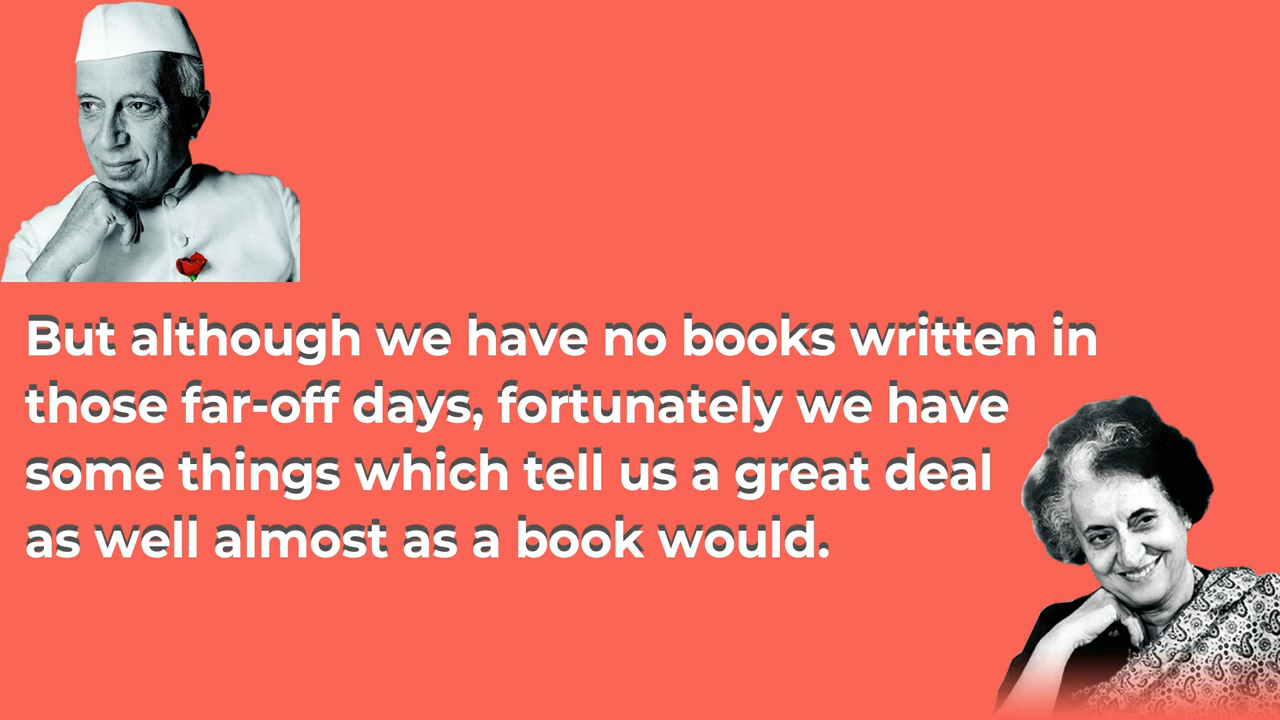 But although we have no books written in
those far-off days, fortunately we have
some things which tell us a great deal
as well almost as a book would.